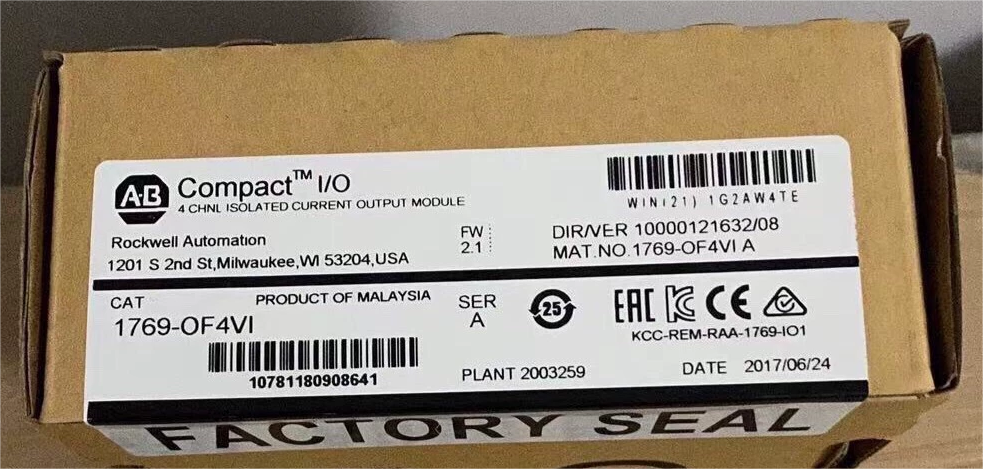 A-B
Compact™ I/O
4 CHNL ISOLATED CURRENT OUTPUT MODULE
Rockwell Automation
1201 S 2nd St,Milwaukee,WI 53204,USA
FW
2.1
WIN(21) 1G2AW4TE
DIR/VER 10000121632/08
MAT.NO.1769-OF4VI A
CAT
PRODUCT OF MALAYSIA
1769-OF4VI
10781180908641
SER
A
25
EAC
CE
KCC-REM-RAA-1769-IO1
PLANT 2003259
DATE 2017/06/24
FACTORY SEAL